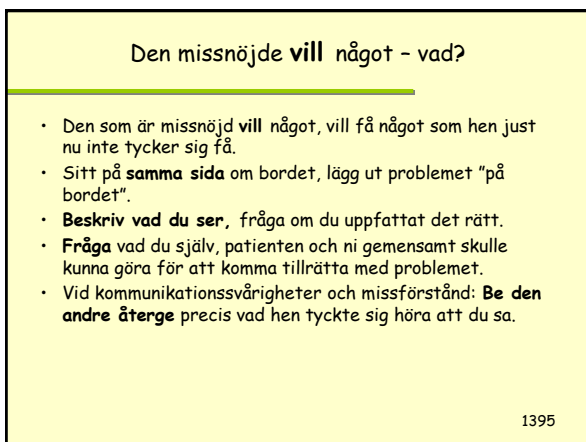 Den missnöjde vill något – vad?
• Den som är missnöjd vill något, vill få något som hen just
nu inte tycker sig få.
• Sitt på samma sida om bordet, lägg ut problemet ”på
bordet”.
• Beskriv vad du ser, fråga om du uppfattat det rätt.
• Fråga vad du själv, patienten och ni gemensamt skulle
kunna göra för att komma tillrätta med problemet.
• Vid kommunikationssvårigheter och missförstånd: Be den
andre återge precis vad hen tyckte sig höra att du sa.
1395